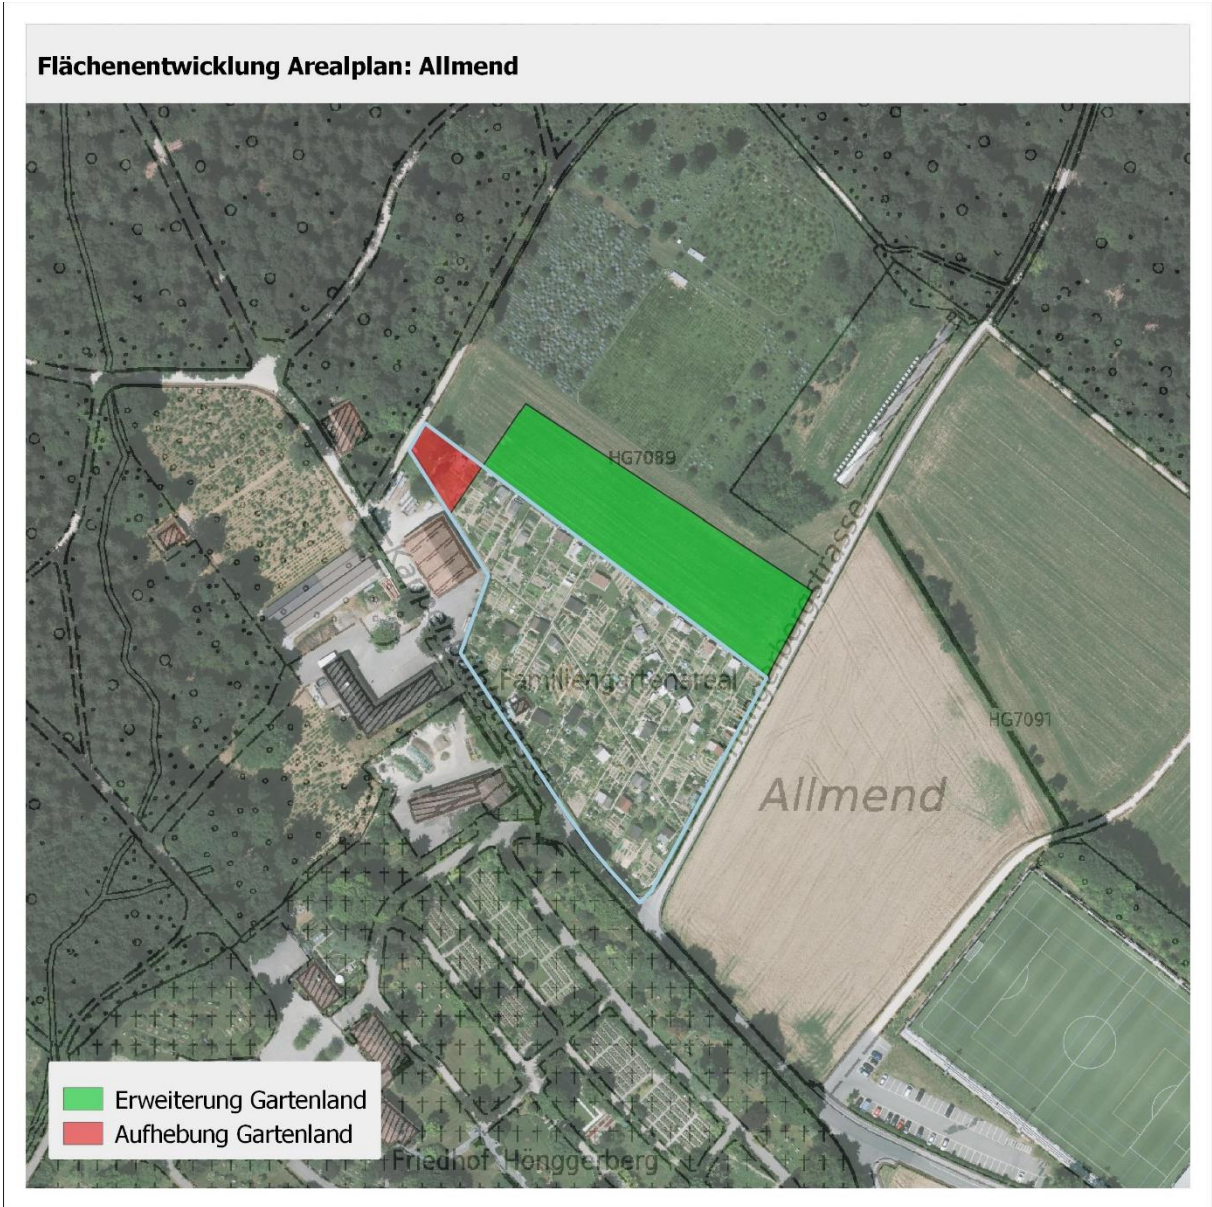 Flächenentwicklung Arealplan: Allmend
HG7089
Familiengartenareal
HG7091
Allmend
Erweiterung Gartenland
Aufhebung Gartenland
Friedhof Hönggerberg